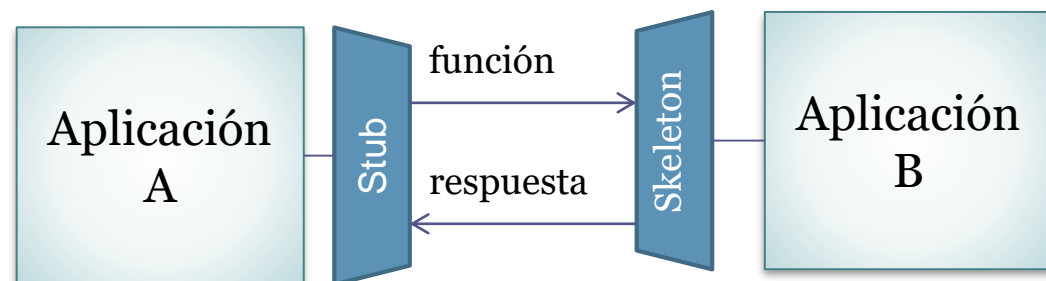 Aplicación
A
Stub
función
respuesta
Skeleton
Aplicación
B